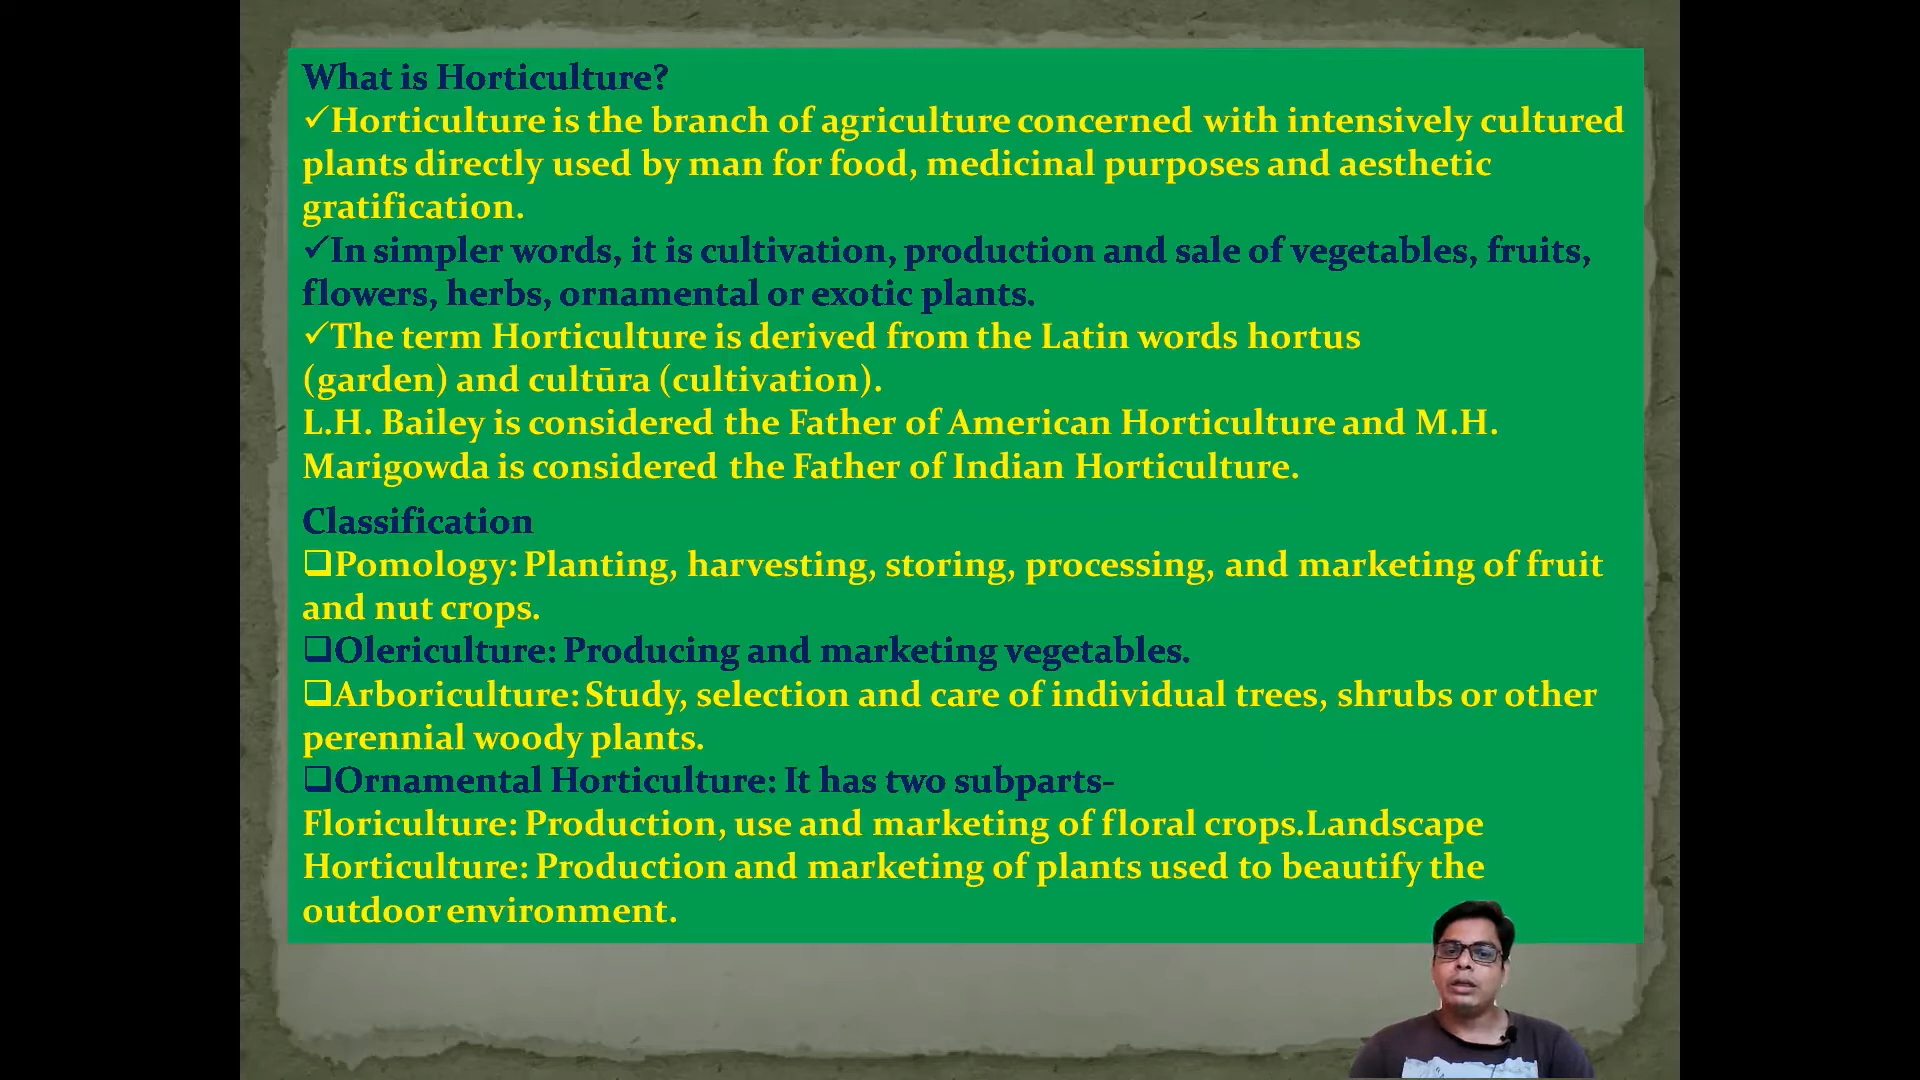 What is Horticulture?
✓Horticulture is the branch of agriculture concerned with intensively cultured
plants directly used by man for food, medicinal purposes and aesthetic
gratification.
✓In simpler words, it is cultivation, production and sale of vegetables, fruits,
flowers, herbs, ornamental or exotic plants.
✓The term Horticulture is derived from the Latin words hortus
(garden) and cultūra (cultivation).
L.H. Bailey is considered the Father of American Horticulture and M.H.
Marigowda is considered the Father of Indian Horticulture.
Classification
❑Pomology: Planting, harvesting, storing, processing, and marketing of fruit
and nut crops.
❑Olericulture: Producing and marketing vegetables.
❑Arboriculture: Study, selection and care of individual trees, shrubs or other
perennial woody plants.
❑Ornamental Horticulture: It has two subparts-
Floriculture: Production, use and marketing of floral crops.Landscape
Horticulture: Production and marketing of plants used to beautify the
outdoor environment.